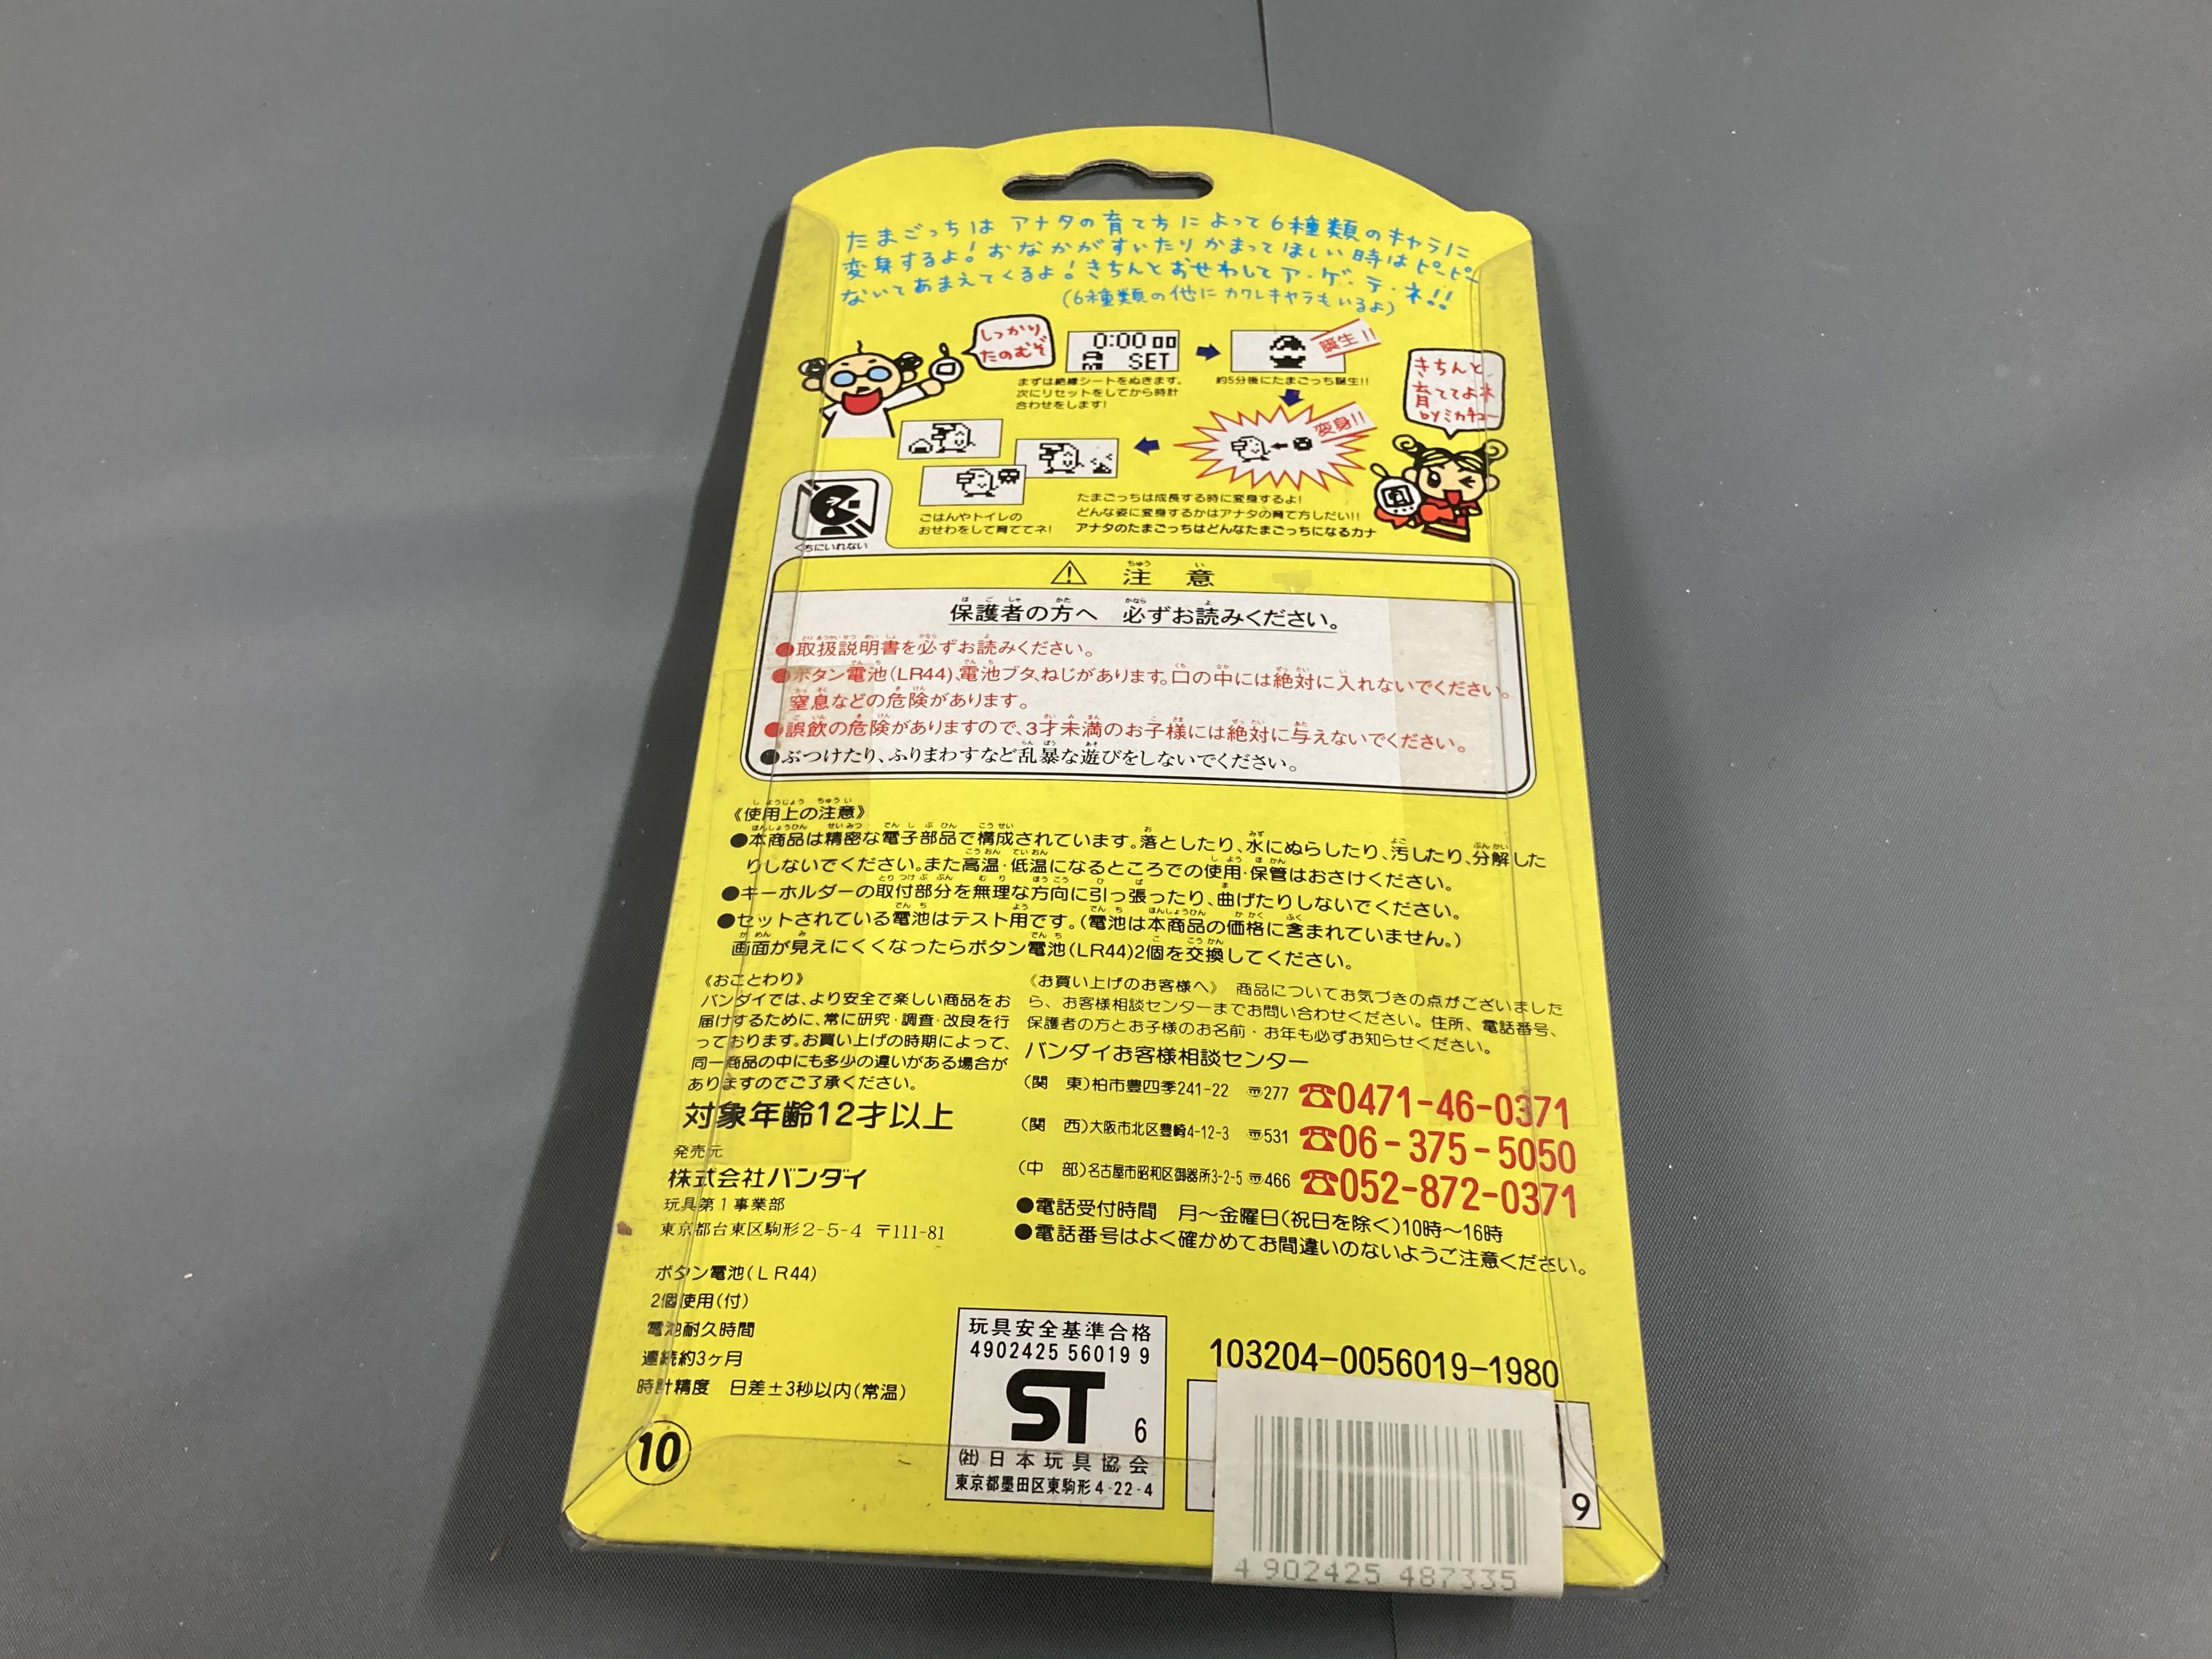 たまごっちは アナタの育て方によって6種類のキャラに
変身するよ！おなかがすいたりかまってほしい時はピーピー
ないてあまえてくるよ！きちんとおせわしてア・ゲ・テ・ネ!!
(6種類の他にカクレキャラもいるよ)
しっかり
たのむぞ
0:00 00
AM SET
まずは絶縁シートをぬきます。
次にリセットをしてから時計
合わせをします！
誕生!!
約5分後にたまごっち誕生!!
きちんと
育ててよネ
byミカチュー
変身!!
たまごっちは成長する時に変身するよ！
どんな姿に変身するかはアナタの育て方しだい!!
アナタのたまごっちはどんなたまごっちになるカナ
ごはんやトイレの
おせわをして育ててネ！
くちにいれない
⚠ 注意
保護者の方へ 必ずお読みください。
●取扱説明書を必ずお読みください。
●ボタン電池(LR44)、電池ブタ、ねじがあります。口の中には絶対に入れないでください。
窒息などの危険があります。
●誤飲の危険がありますので、3才未満のお子様には絶対に与えないでください。
●ぶつけたり、ふりまわすなど乱暴な遊びをしないでください。
《使用上の注意》
●本商品は精密な電子部品で構成されています。落としたり、水にぬらしたり、汚したり、分解した
りしないでください。また高温・低温になるところでの使用・保管はおさけください。
●キーホルダーの取付部分を無理な方向に引っ張ったり、曲げたりしないでください。
●セットされている電池はテスト用です。(電池は本商品の価格に含まれていません。)
画面が見えにくくなったらボタン電池(LR44)2個を交換してください。
《おことわり》
バンダイでは、より安全で楽しい商品をお
届けするために、常に研究・調査・改良を行
っております。お買い上げの時期によって、
同一商品の中にも多少の違いがある場合が
ありますのでご了承ください。
対象年齢12才以上
発売元
株式会社バンダイ
玩具第1事業部
東京都台東区駒形2-5-4 〒111-81
《お買い上げのお客様へ》 商品についてお気づきの点がございました
ら、お客様相談センターまでお問い合わせください。住所、電話番号、
保護者の方とお子様のお名前・お年も必ずお知らせください。
バンダイお客様相談センター
(関 東)柏市豊四季241-22 〒277 ☎0471-46-0371
(関 西)大阪市北区豊崎4-12-3 〒531 ☎06-375-5050
(中 部)名古屋市昭和区御器所3-2-5 〒466 ☎052-872-0371
●電話受付時間 月〜金曜日(祝日を除く)10時〜16時
●電話番号はよく確かめてお間違いのないようご注意ください。
ボタン電池(LR44)
2個使用(付)
電池耐久時間
連続約3ヶ月
時計精度 日差±3秒以内(常温)
⑩
玩具安全基準合格
4902425 56019 9
ST 6
(社)日本玩具協会
東京都墨田区東駒形4-22-4
103204-0056019-1980
9
4 902425 487335